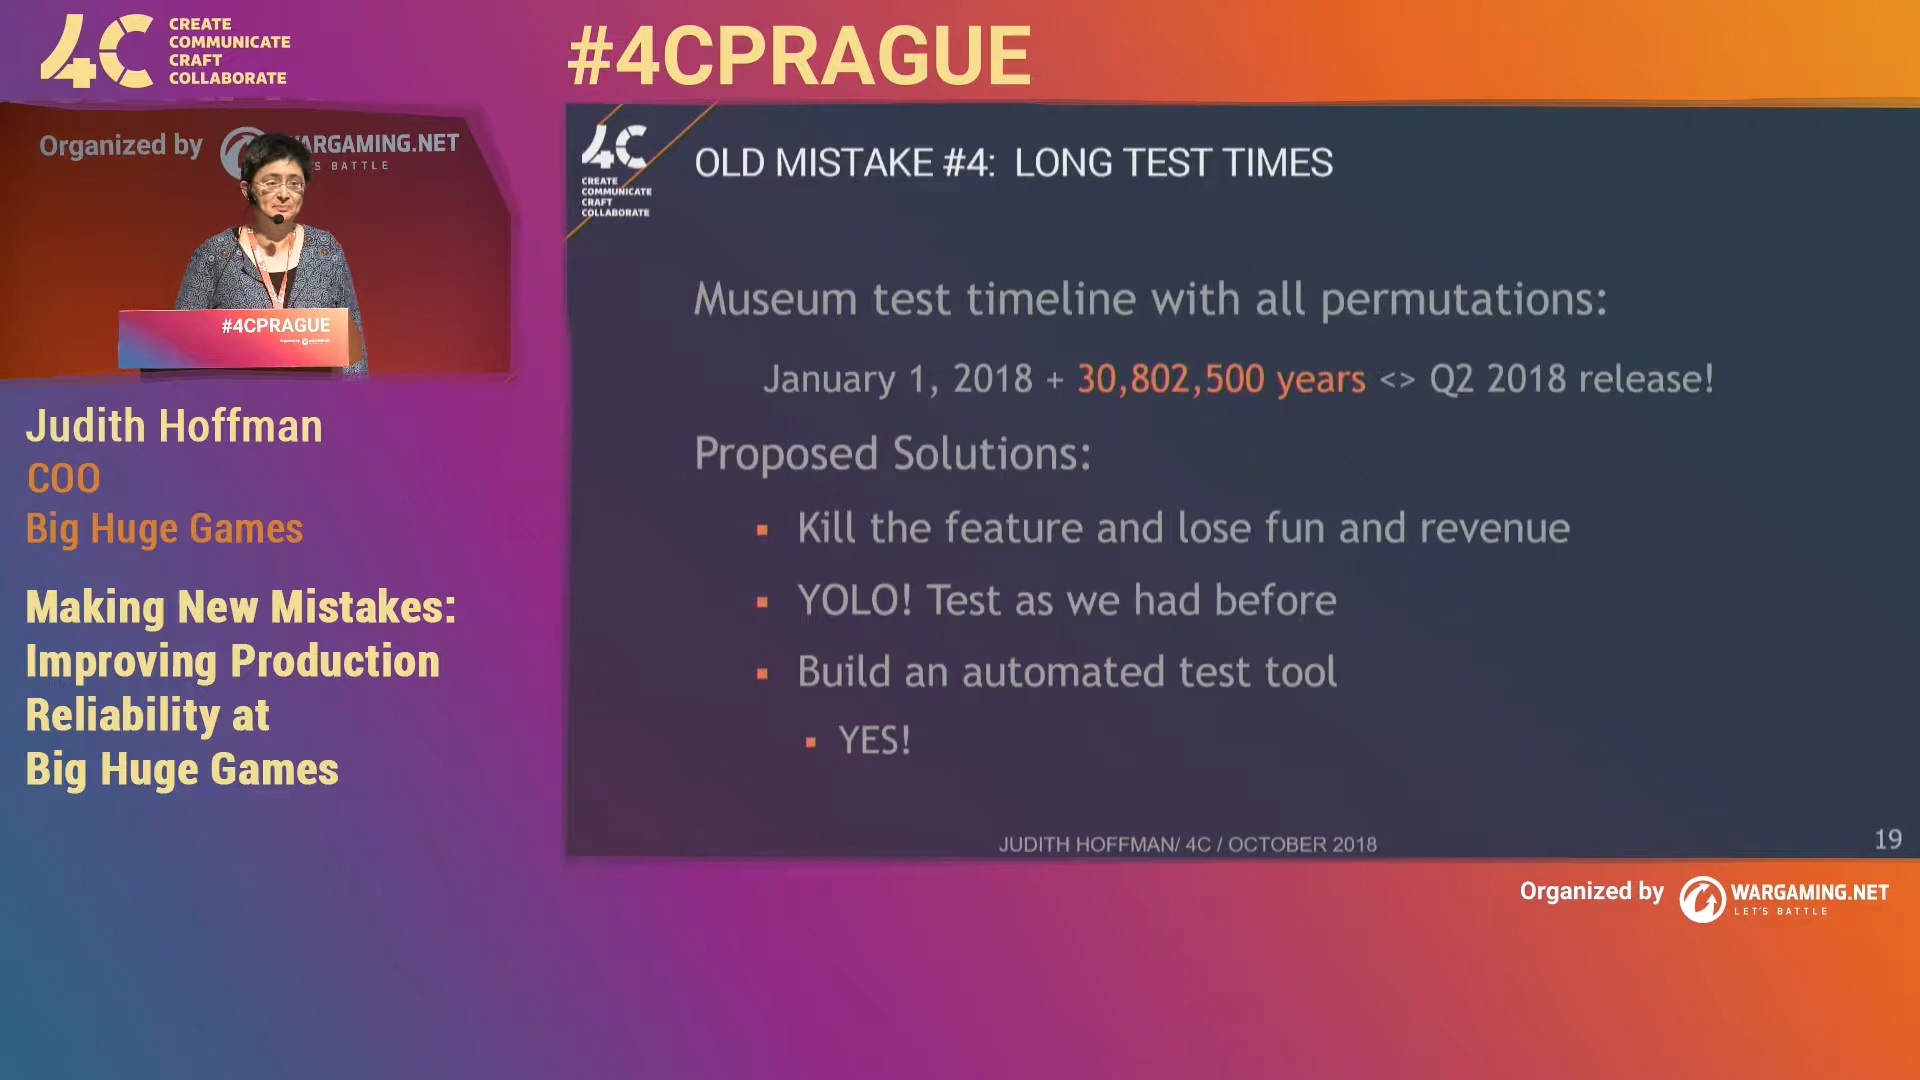 4C
CREATE
COMMUNICATE
CRAFT
COLLABORATE
#4CPRAGUE
Organized by
WARGAMING.NET
'S BATTLE
#4CPRAGUE
Judith Hoffman
COO
Big Huge Games
Making New Mistakes:
Improving Production
Reliability at
Big Huge Games
4C
CREATE
COMMUNICATE
CRAFT
COLLABORATE
OLD MISTAKE #4: LONG TEST TIMES
Museum test timeline with all permutations:
January 1, 2018 + 30,802,500 years <> Q2 2018 release!
Proposed Solutions:
▪ Kill the feature and lose fun and revenue
▪ YOLO! Test as we had before
▪ Build an automated test tool
▪ YES!
JUDITH HOFFMAN/ 4C / OCTOBER 2018
19
Organized by
WARGAMING.NET
LET'S BATTLE